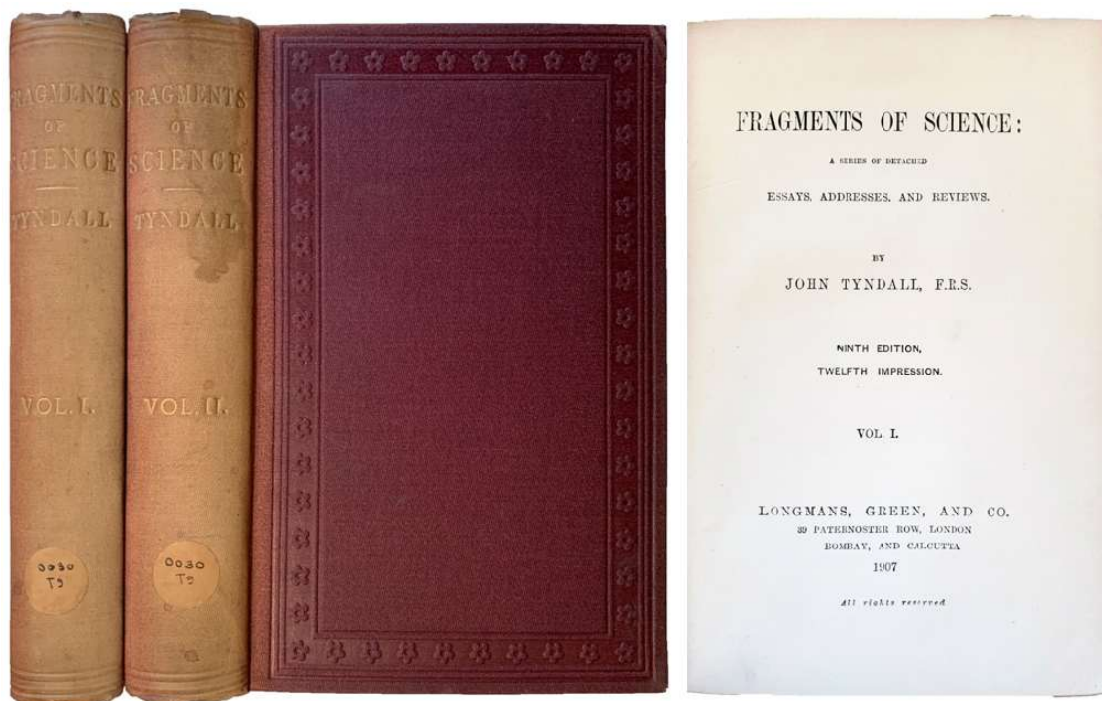 FRAGMENTS
OF
SCIENCE
TYNDALL
VOL. I.
0030
T9
FRAGMENTS
OF
SCIENCE
TYNDALL
VOL. II.
0030
T9
FRAGMENTS OF SCIENCE:
A SERIES OF DETACHED
ESSAYS, ADDRESSES, AND REVIEWS.
BY
JOHN TYNDALL, F.R.S.
NINTH EDITION,
TWELFTH IMPRESSION.
VOL. I.
LONGMANS, GREEN, AND CO.
39 PATERNOSTER ROW, LONDON
BOMBAY, AND CALCUTTA
1907
All rights reserved